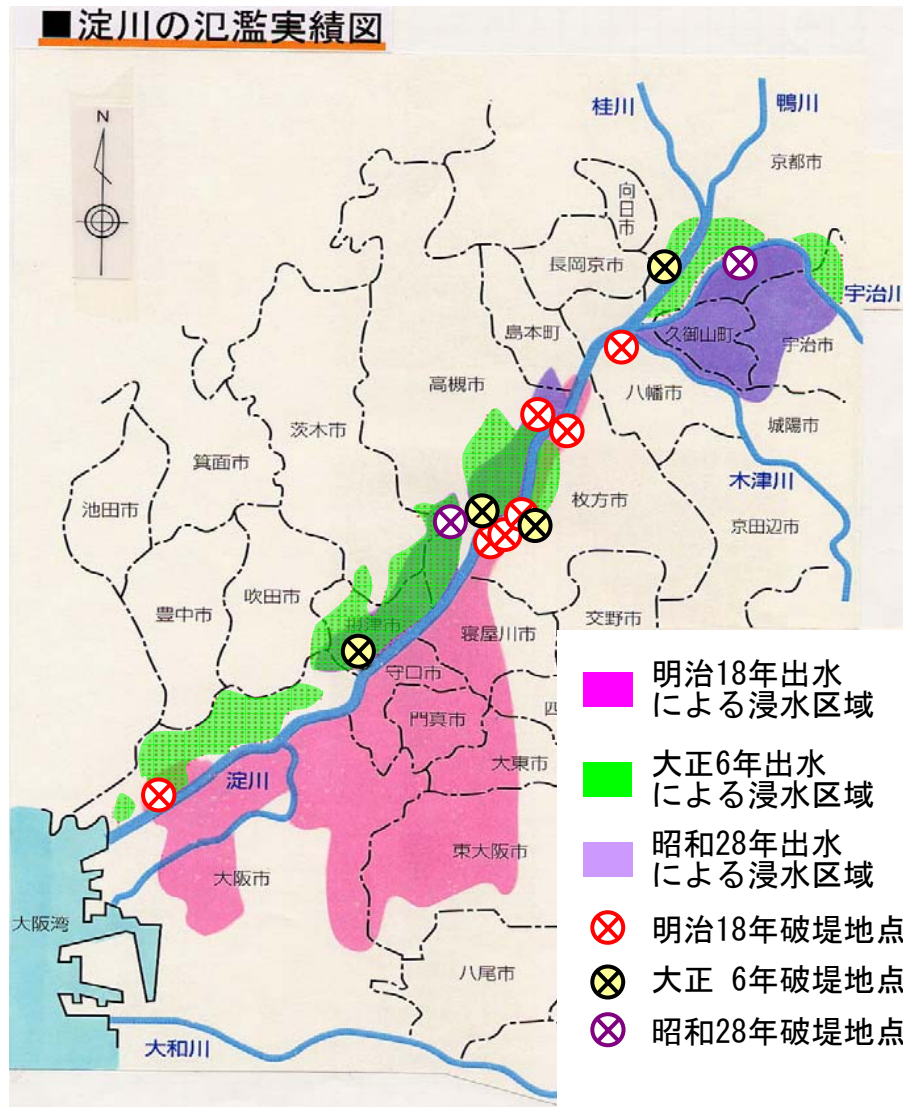 ■淀川の氾濫実績図
N
桂川
鴨川
京都市
向日市
長岡京市
宇治川
島本町
久御山町
宇治市
高槻市
八幡市
茨木市
城陽市
箕面市
木津川
池田市
枚方市
京田辺市
吹田市
豊中市
交野市
摂津市
寝屋川市
守口市
門真市
四
大東市
淀川
東大阪市
大阪市
大阪湾
八尾市
大和川
明治18年出水
による浸水区域
大正6年出水
による浸水区域
昭和28年出水
による浸水区域
明治18年破堤地点
大正 6年破堤地点
昭和28年破堤地点